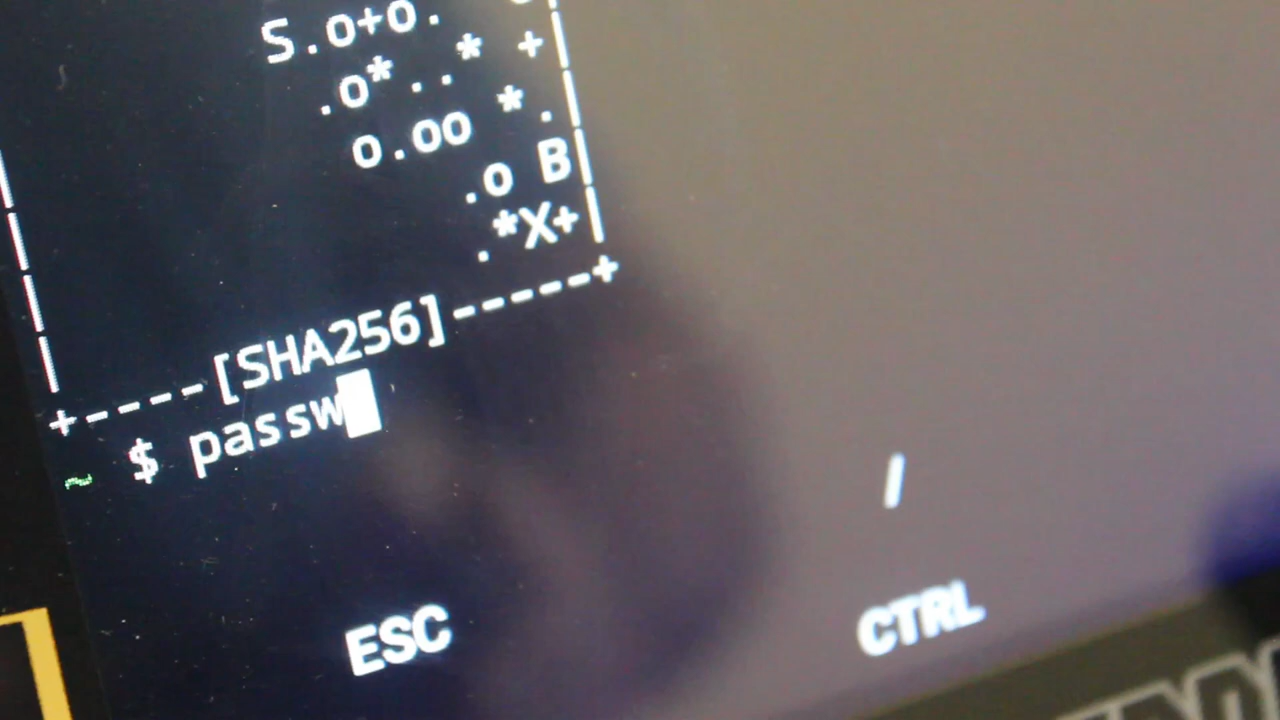 S.o+o.
.o*..* + |
o.oo *.|
| .o B|
| .*X+|
+----[SHA256]-----+
~ $ passw
/
ESC CTRL